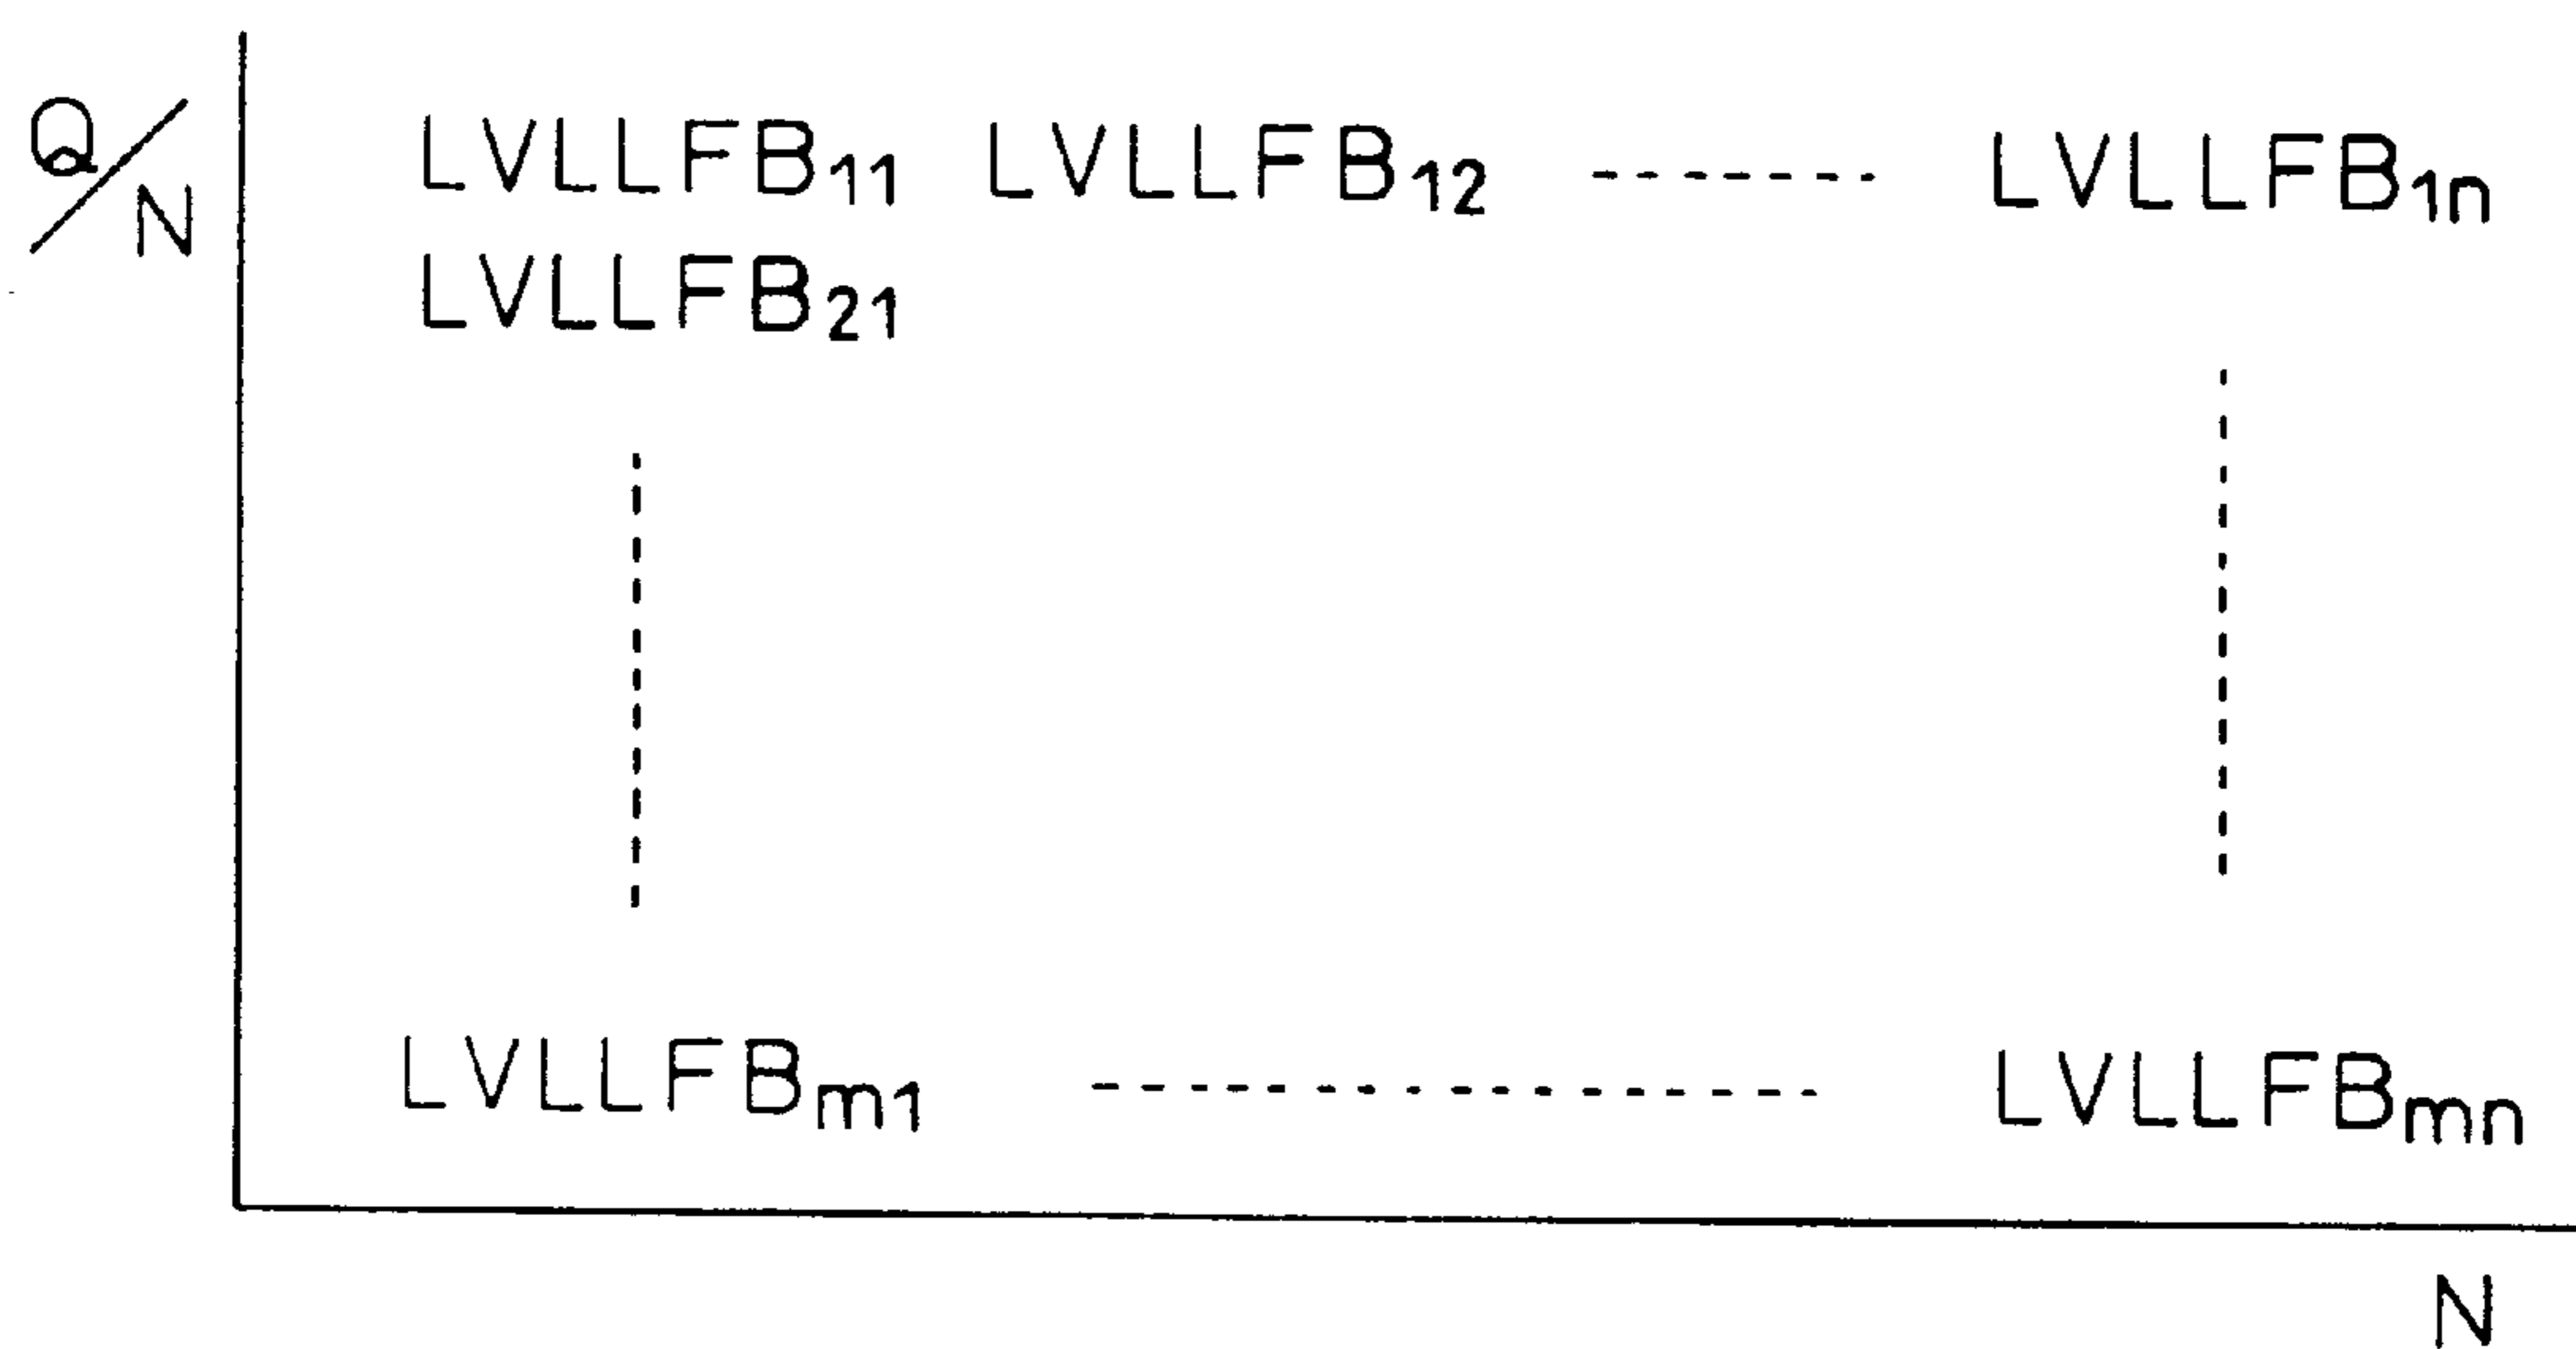 Q/N LVLLFB₁₁ LVLLFB₁₂ ------- LVLLFB₁ₙ
LVLLFB₂₁
LVLLFBₘ₁ ----------------- LVLLFBₘₙ
N